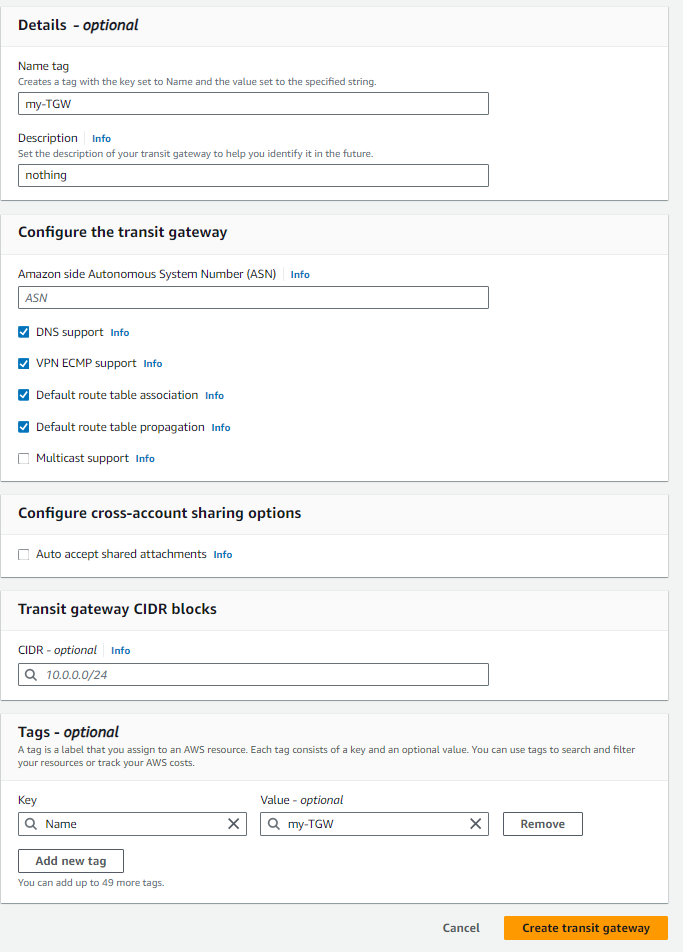 Details - optional
Name tag
Creates a tag with the key set to Name and the value set to the specified string.
my-TGW
Description Info
Set the description of your transit gateway to help you identify it in the future.
nothing
Configure the transit gateway
Amazon side Autonomous System Number (ASN) Info
ASN
DNS support Info
VPN ECMP support Info
Default route table association Info
Default route table propagation Info
Multicast support Info
Configure cross-account sharing options
Auto accept shared attachments Info
Transit gateway CIDR blocks
CIDR - optional Info
10.0.0.0/24
Tags - optional
A tag is a label that you assign to an AWS resource. Each tag consists of a key and an optional value. You can use tags to search and filter
your resources or track your AWS costs.
Key Value - optional
Name my-TGW Remove
Add new tag
You can add up to 49 more tags.
Cancel Create transit gateway